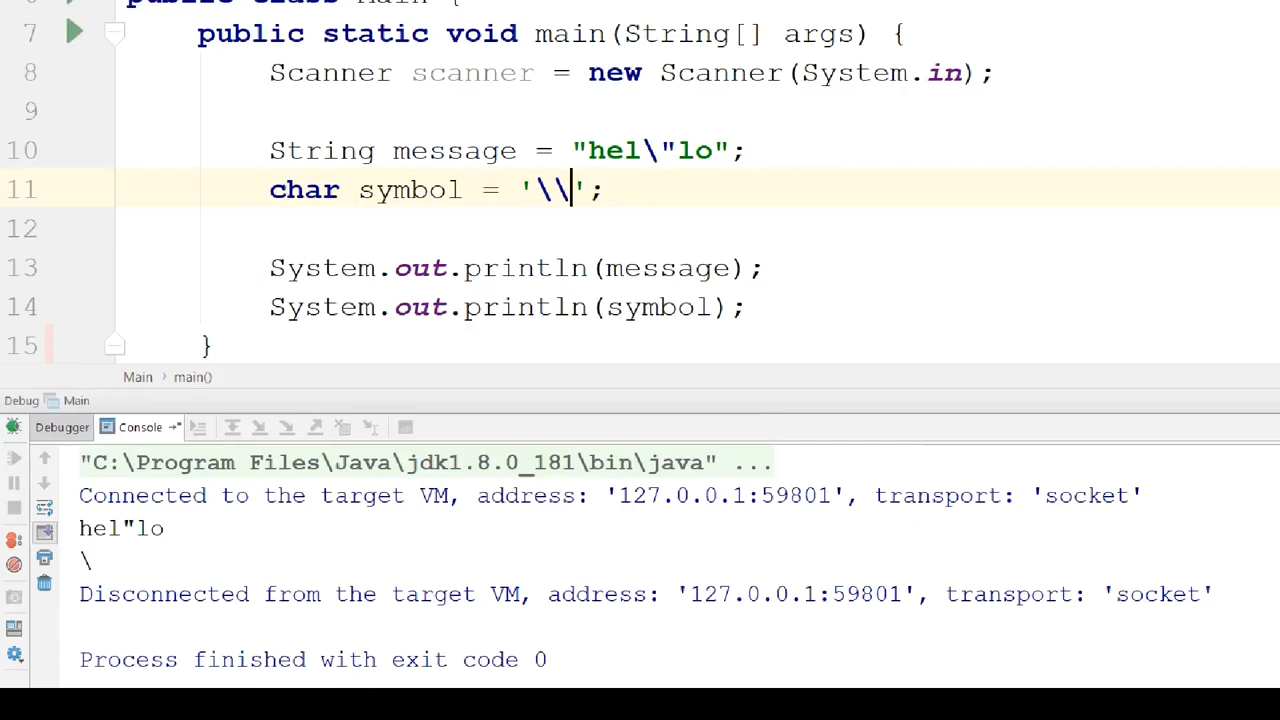 6 public class Main {
7 public static void main(String[] args) {
8 Scanner scanner = new Scanner(System.in);
9
10 String message = "hel\"lo";
11 char symbol = '\\';
12
13 System.out.println(message);
14 System.out.println(symbol);
15 }
Main › main()
Debug Main
Debugger Console
"C:\Program Files\Java\jdk1.8.0_181\bin\java" ...
Connected to the target VM, address: '127.0.0.1:59801', transport: 'socket'
hel"lo
\
Disconnected from the target VM, address: '127.0.0.1:59801', transport: 'socket'
Process finished with exit code 0